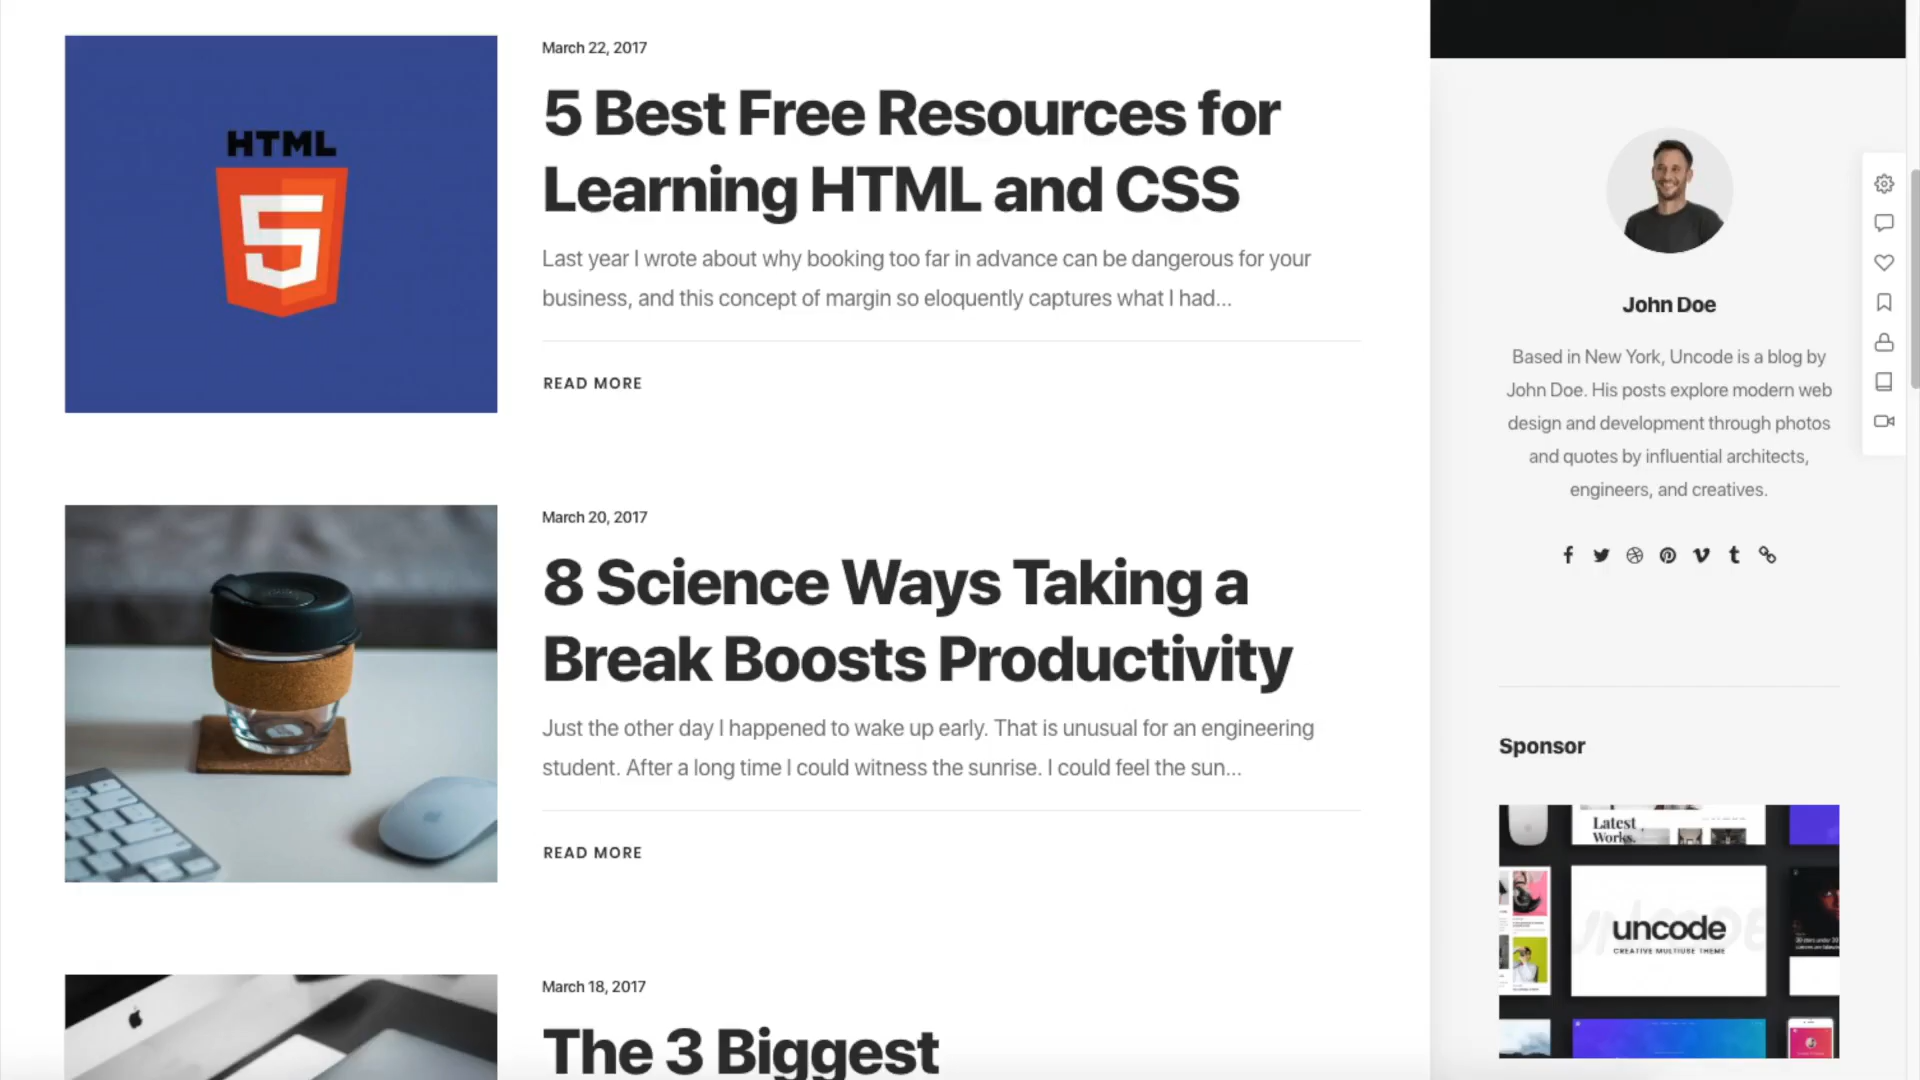 March 22, 2017
5 Best Free Resources for
Learning HTML and CSS
Last year I wrote about why booking too far in advance can be dangerous for your
business, and this concept of margin so eloquently captures what I had...
READ MORE
HTML
5
March 20, 2017
8 Science Ways Taking a
Break Boosts Productivity
Just the other day I happened to wake up early. That is unusual for an engineering
student. After a long time I could witness the sunrise. I could feel the sun...
READ MORE
March 18, 2017
The 3 Biggest
John Doe
Based in New York, Uncode is a blog by
John Doe. His posts explore modern web
design and development through photos
and quotes by influential architects,
engineers, and creatives.
Sponsor
Latest
Works.
uncode
CREATIVE MULTIUSE THEME